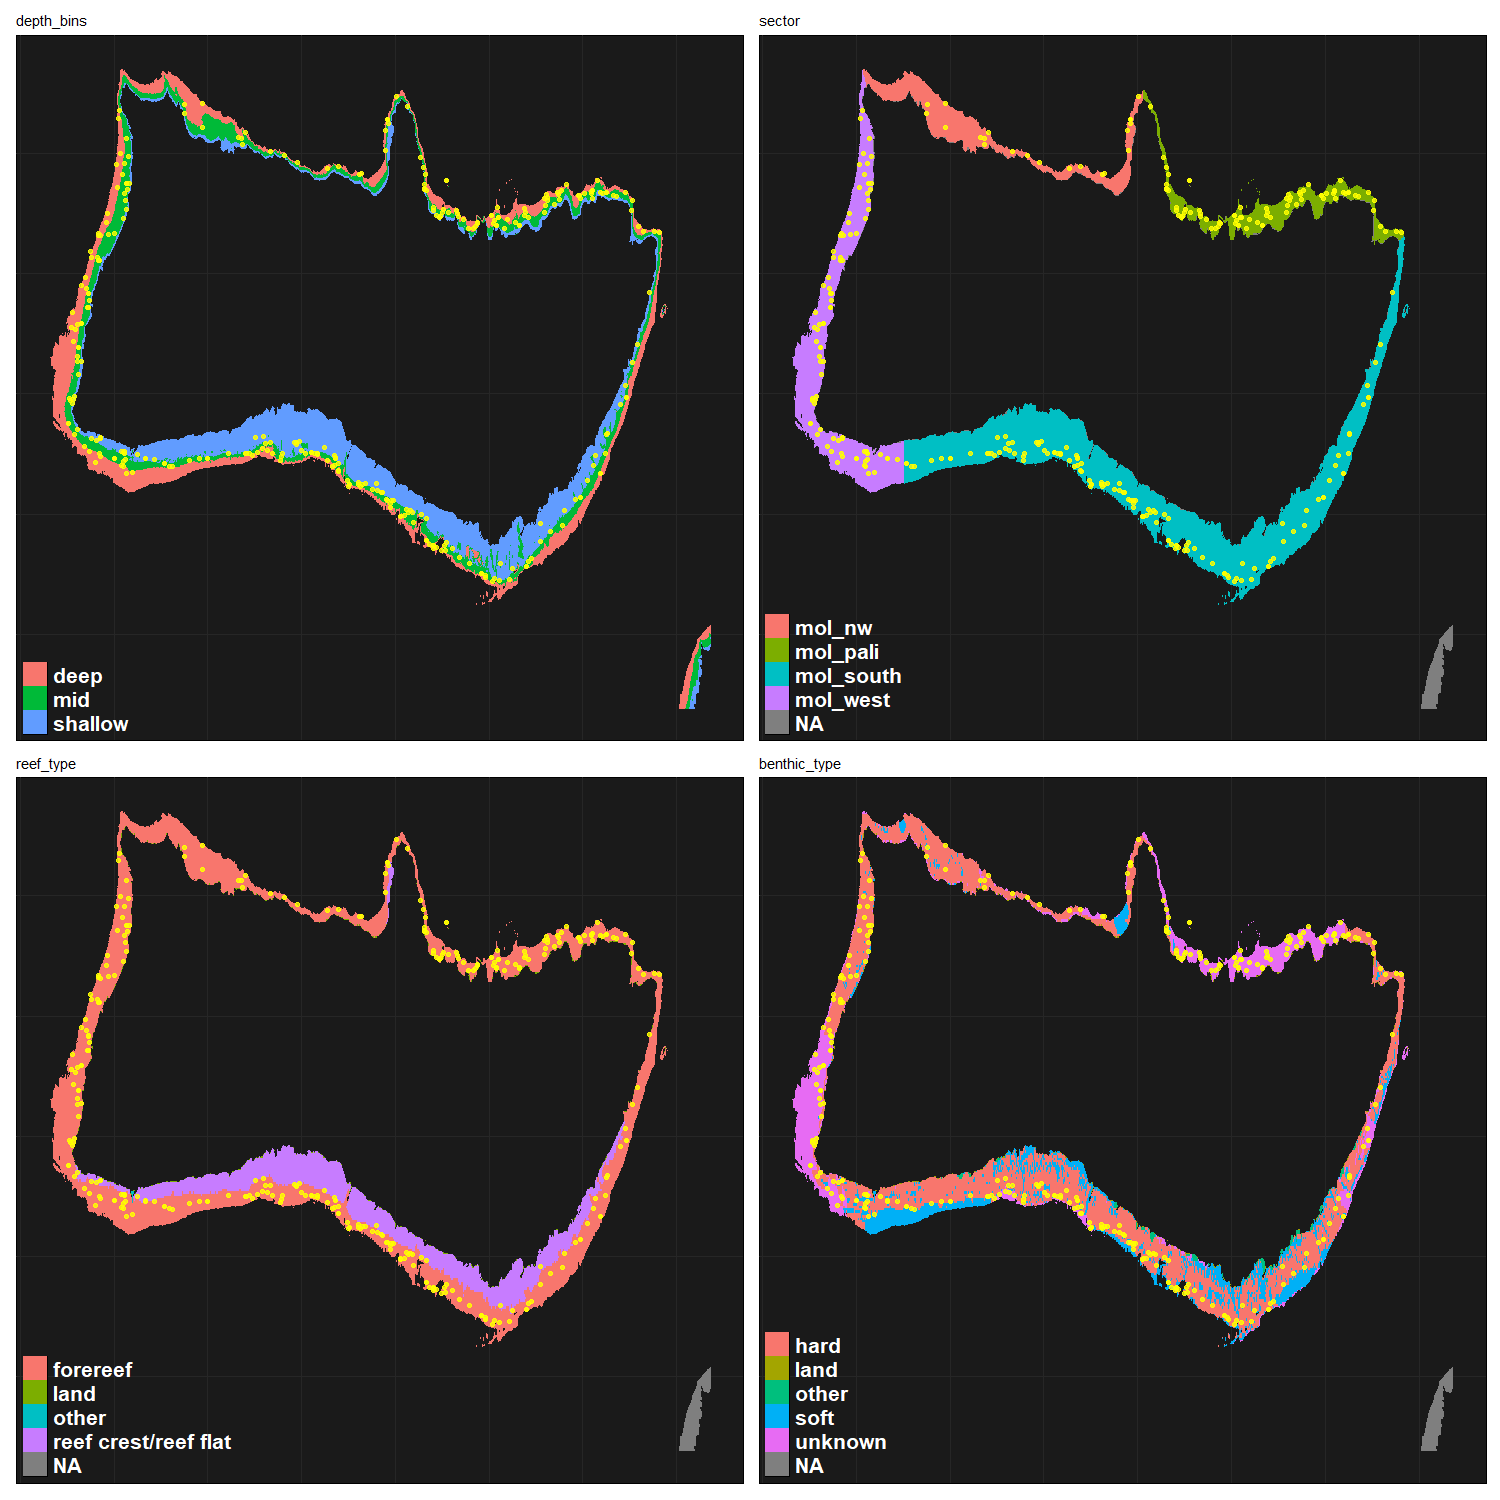 depth_bins
deep
mid
shallow
sector
mol_nw
mol_pali
mol_south
mol_west
NA
reef_type
forereef
land
other
reef crest/reef flat
NA
benthic_type
hard
land
other
soft
unknown
NA